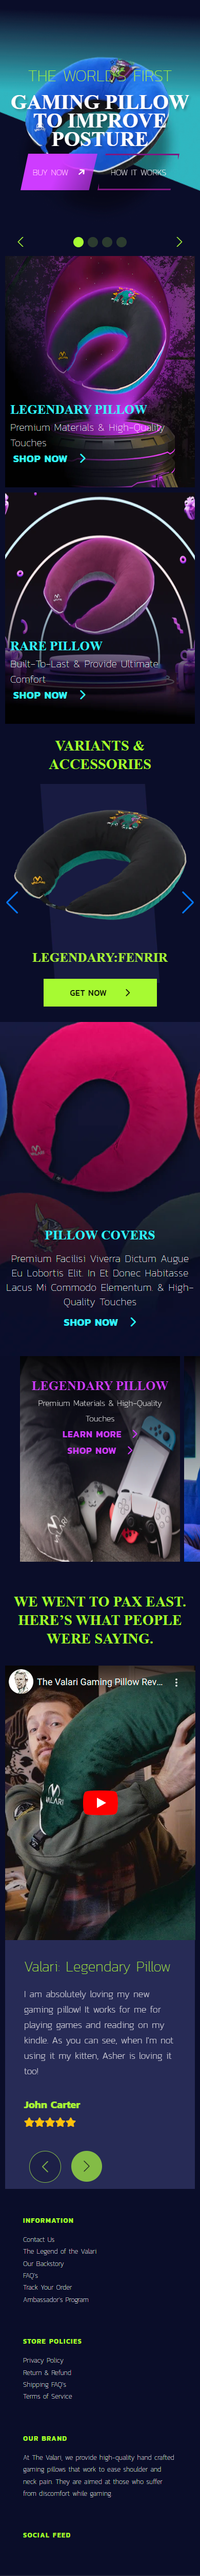 THE WORLD'S FIRST
GAMING PILLOW
TO IMPROVE
POSTURE
BUY NOW
HOW IT WORKS
LEGENDARY PILLOW
Premium Materials & High-Quality
Touches
SHOP NOW
RARE PILLOW
Built-To-Last & Provide Ultimate
Comfort
SHOP NOW
VARIANTS &
ACCESSORIES
LEGENDARY:FENRIR
GET NOW
PILLOW COVERS
Premium Facilisi Viverra Dictum Augue
Eu Lobortis Elit. In Et Donec Habitasse
Lacus Mi Commodo Elementum. & High-
Quality Touches
SHOP NOW
LEGENDARY PILLOW
Premium Materials & High-Quality
Touches
LEARN MORE
SHOP NOW
WE WENT TO PAX EAST.
HERE'S WHAT PEOPLE
WERE SAYING.
The Valari Gaming Pillow Rev...
VALARI
Valari: Legendary Pillow
I am absolutely loving my new
gaming pillow! It works for me for
playing games and reading on my
kindle. As you can see, when I'm not
using it my kitten, Asher is loving it
too!
John Carter
INFORMATION
Contact Us
The Legend of the Valari
Our Backstory
FAQ's
Track Your Order
Ambassador's Program
STORE POLICIES
Privacy Policy
Return & Refund
Shipping FAQ's
Terms of Service
OUR BRAND
At The Valari, we provide high-quality hand crafted
gaming pillows that work to ease shoulder and
neck pain. They are aimed at those who suffer
from discomfort while gaming.
SOCIAL FEED